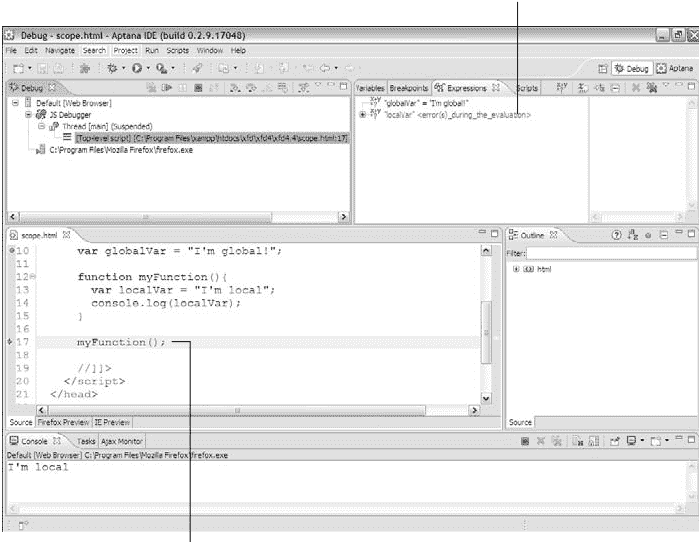 Debug - scope.html - Aptana IDE (build 0.2.9.17048)
File Edit Navigate Search Project Run Scripts Window Help
Debug Aptana
Debug
Variables Breakpoints Expressions Scripts
Default [Web Browser]
JS Debugger
Thread [main] (Suspended)
[Top-level script] [C:\Program Files\xampp\htdocs\xfd\xfd4\xfd4.4\scope.html:17]
C:\Program Files\Mozilla Firefox\firefox.exe
"globalVar" = "I'm global!"
"localVar" <error(s)_during_the_evaluation>
scope.html
10 var globalVar = "I'm global!";
11
12 function myFunction(){
13 var localVar = "I'm local";
14 console.log(localVar);
15 }
16
17 myFunction();
18
19 //]]>
20 </script>
21 </head>
Source Firefox Preview IE Preview
Outline
Filter:
html
Source
Console Tasks Ajax Monitor
Default [Web Browser] C:\Program Files\Mozilla Firefox\firefox.exe
I'm local